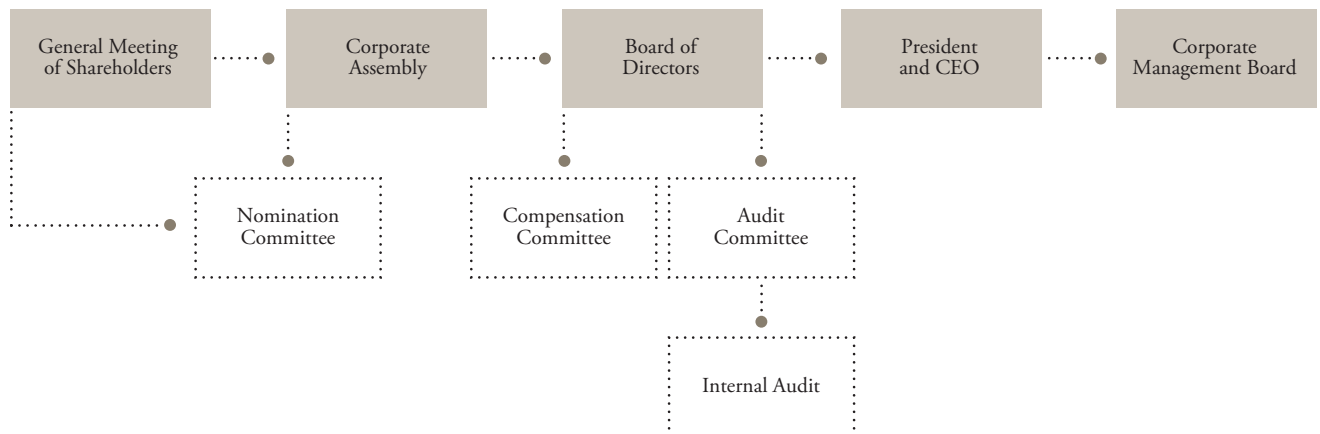 General Meeting
of Shareholders
Corporate
Assembly
Board of
Directors
President
and CEO
Corporate
Management Board
Nomination
Committee
Compensation
Committee
Audit
Committee
Internal Audit